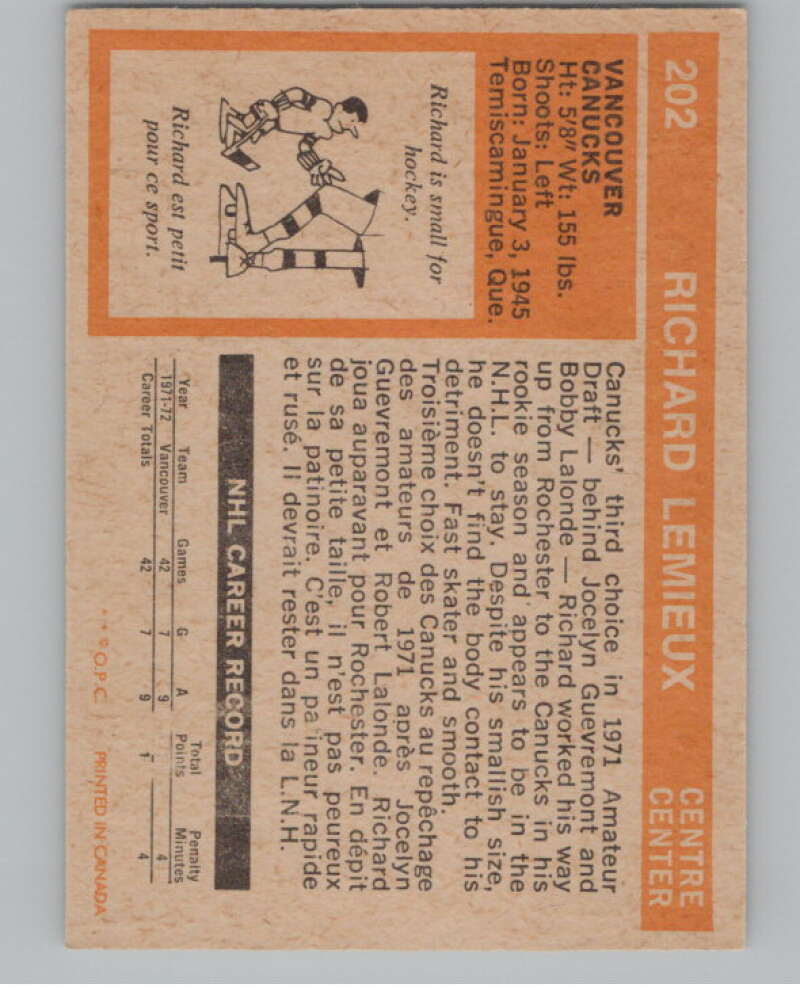 202 RICHARD LEMIEUX CENTRE
CENTER
VANCOUVER
CANUCKS
Ht: 5'8" Wt: 155 lbs.
Shoots: Left
Born: January 3, 1945
Temiscamingue, Que.
Richard is small for
hockey.
Richard est petit
pour ce sport.
Canucks' third choice in 1971 Amateur
Draft — behind Jocelyn Guevremont and
Bobby Lalonde — Richard worked his way
up from Rochester to the Canucks in his
rookie season and appears to be in the
N.H.L. to stay. Despite his smallish size,
he doesn't find the body contact to his
detriment. Fast skater and smooth.
Troisième choix des Canucks au repêchage
des amateurs de 1971 après Jocelyn
Guevremont et Robert Lalonde. Richard
joua auparavant pour Rochester. En dépit
de sa petite taille, il n'est pas peureux
sur la patinoire. C'est un pa ineur rapide
et rusé. Il devrait rester dans la L.N.H.
NHL CAREER RECORD
Year Team Games G A Total Points Penalty Minutes
1971-72 Vancouver 42 7 9 4
Career Totals 42 7 9 4
* * © O.P.C. PRINTED IN CANADA